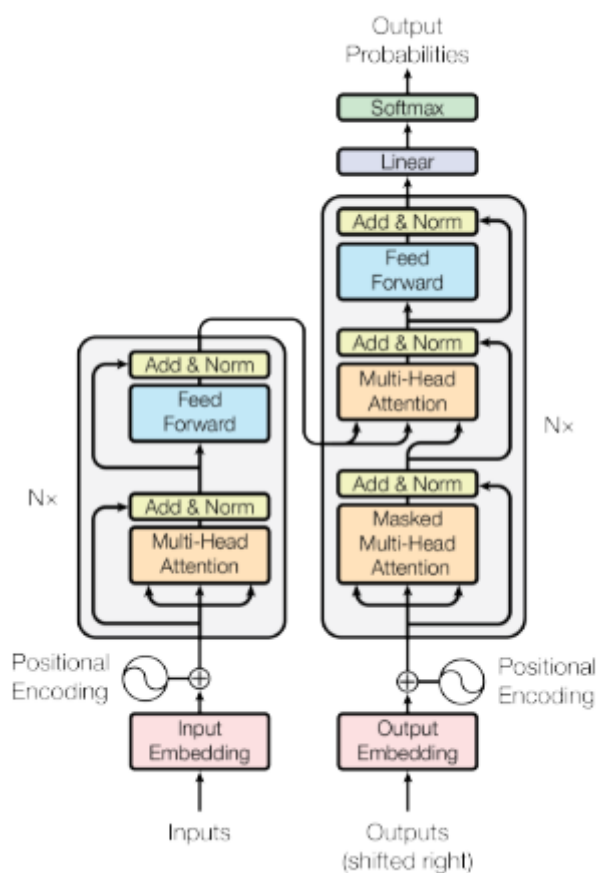 Output
Probabilities
Softmax
Linear
Add & Norm
Feed
Forward
Add & Norm
Multi-Head
Attention
Add & Norm
Masked
Multi-Head
Attention
Nx
Add & Norm
Feed
Forward
Add & Norm
Multi-Head
Attention
Nx
Positional
Encoding
Positional
Encoding
Input
Embedding
Output
Embedding
Inputs
Outputs
(shifted right)